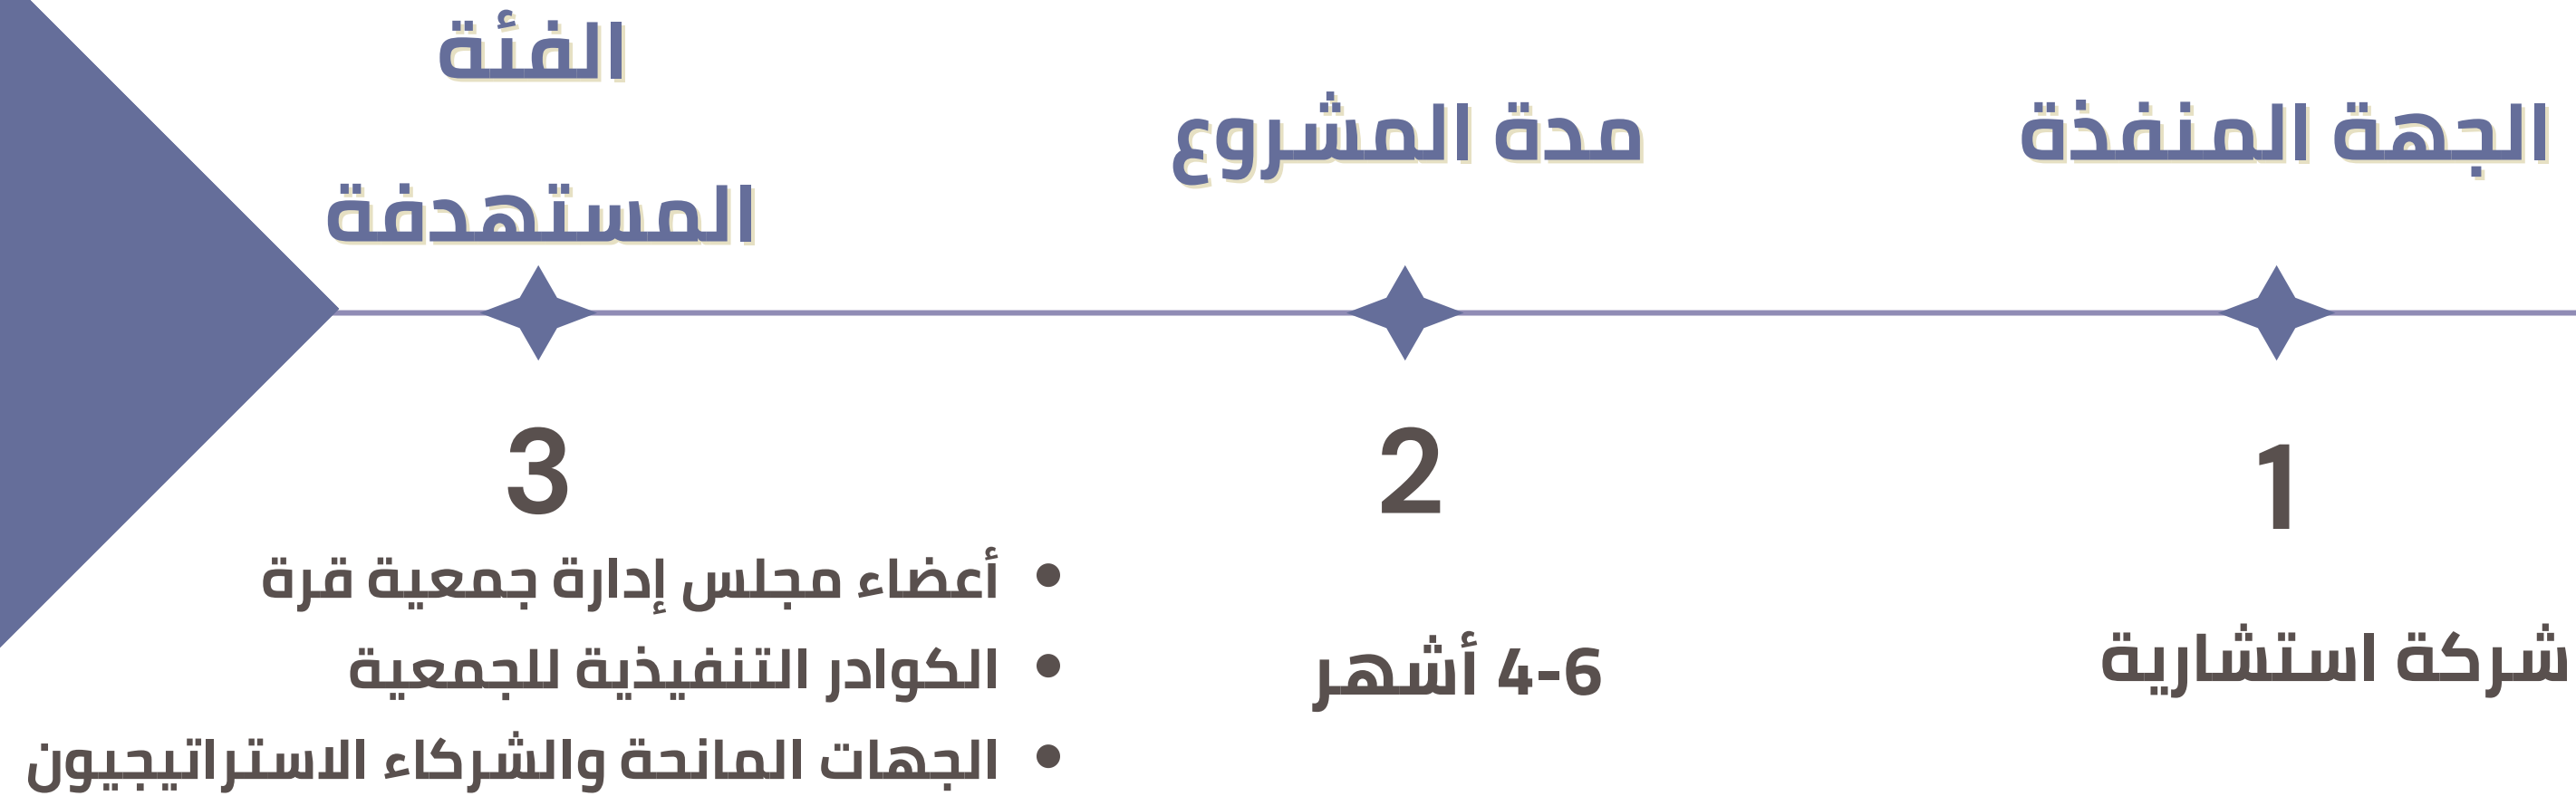 الجهة المنفذة
1
شركة استشارية
مدة المشروع
2
4-6 أشهر
الفئة
المستهدفة
3
• أعضاء مجلس إدارة جمعية قرة
• الكوادر التنفيذية للجمعية
• الجهات المانحة والشركاء الاستراتيجيون